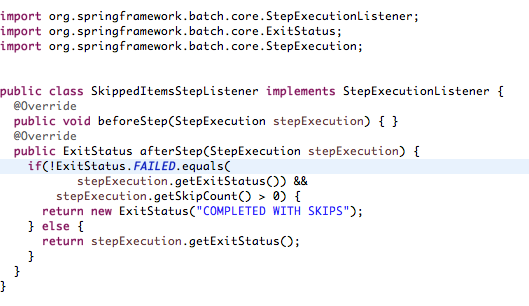 import org.springframework.batch.core.StepExecutionListener;
import org.springframework.batch.core.ExitStatus;
import org.springframework.batch.core.StepExecution;
public class SkippedItemsStepListener implements StepExecutionListener {
@Override
public void beforeStep(StepExecution stepExecution) { }
@Override
public ExitStatus afterStep(StepExecution stepExecution) {
if(!ExitStatus.FAILED.equals(
stepExecution.getExitStatus()) &&
stepExecution.getSkipCount() > 0) {
return new ExitStatus("COMPLETED WITH SKIPS");
} else {
return stepExecution.getExitStatus();
}
}
}